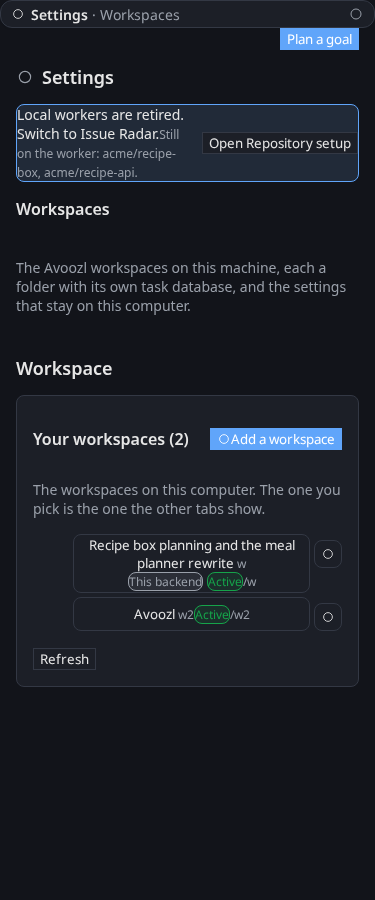 Settings · Workspaces
Plan a goal
Settings
Local workers are retired.
Switch to Issue Radar.Still
on the worker: acme/recipe-
box, acme/recipe-api.
Open Repository setup
Workspaces
The Avoozl workspaces on this machine, each a
folder with its own task database, and the settings
that stay on this computer.
Workspace
Your workspaces (2)
Add a workspace
The workspaces on this computer. The one you
pick is the one the other tabs show.
Recipe box planning and the meal
planner rewrite w
This backend Active/w
Avoozl w2Active/w2
Refresh